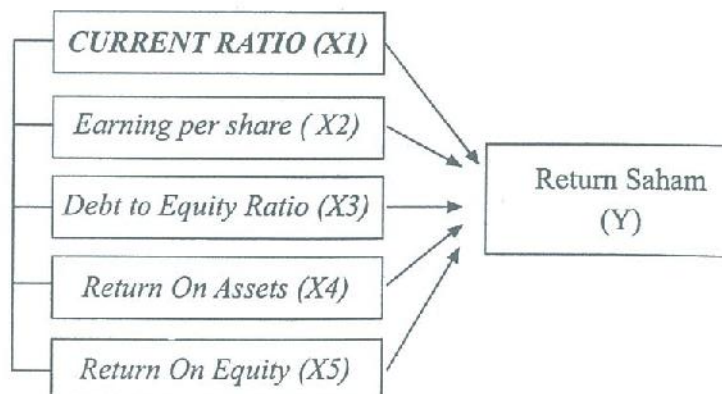 CURRENT RATIO (X1)
Earning per share ( X2)
Debt to Equity Ratio (X3)
Return On Assets (X4)
Return On Equity (X5)
Return Saham
(Y)